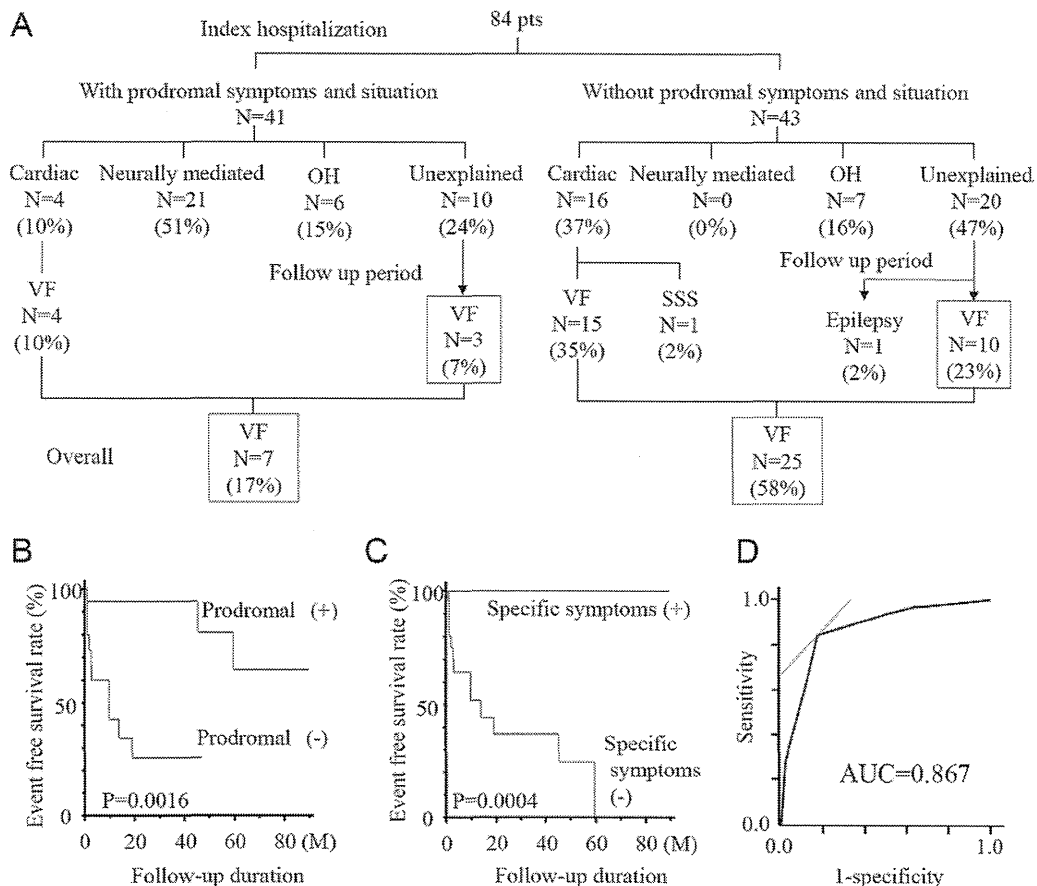 A
Index hospitalization
84 pts
With prodromal symptoms and situation
N=41
Without prodromal symptoms and situation
N=43
Cardiac
N=4
(10%)
Neurally mediated
N=21
(51%)
OH
N=6
(15%)
Unexplained
N=10
(24%)
Cardiac
N=16
(37%)
Neurally mediated
N=0
(0%)
OH
N=7
(16%)
Unexplained
N=20
(47%)
Follow up period
Follow up period
VF
N=4
(10%)
VF
N=3
(7%)
VF
N=15
(35%)
SSS
N=1
(2%)
Epilepsy
N=1
(2%)
VF
N=10
(23%)
Overall
VF
N=7
(17%)
VF
N=25
(58%)
B
Event free survival rate (%)
100
50
0
Prodromal (+)
Prodromal (-)
P=0.0016
0 20 40 60 80 (M)
Follow-up duration
C
Event free survival rate (%)
100
50
0
Specific symptoms (+)
Specific
symptoms
(-)
P=0.0004
0 20 40 60 80 (M)
Follow-up duration
D
Sensitivity
1.0
0.0
AUC=0.867
0.0 1.0
1-specificity